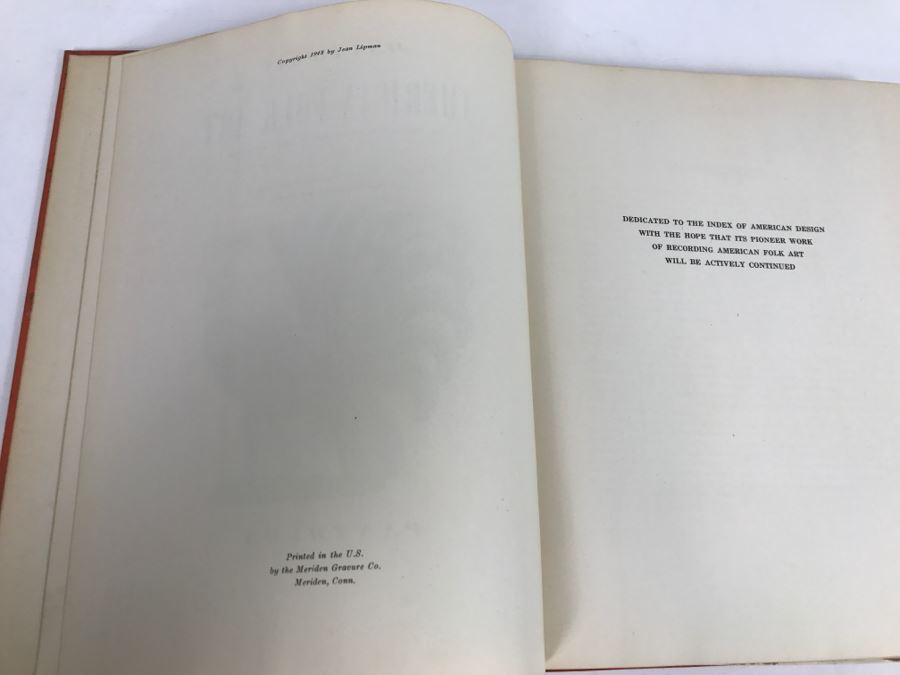 Copyright 1948 by Jean Lipman
Printed in the U.S.
by the Meriden Gravure Co.
Meriden, Conn.
DEDICATED TO THE INDEX OF AMERICAN DESIGN
WITH THE HOPE THAT ITS PIONEER WORK
OF RECORDING AMERICAN FOLK ART
WILL BE ACTIVELY CONTINUED